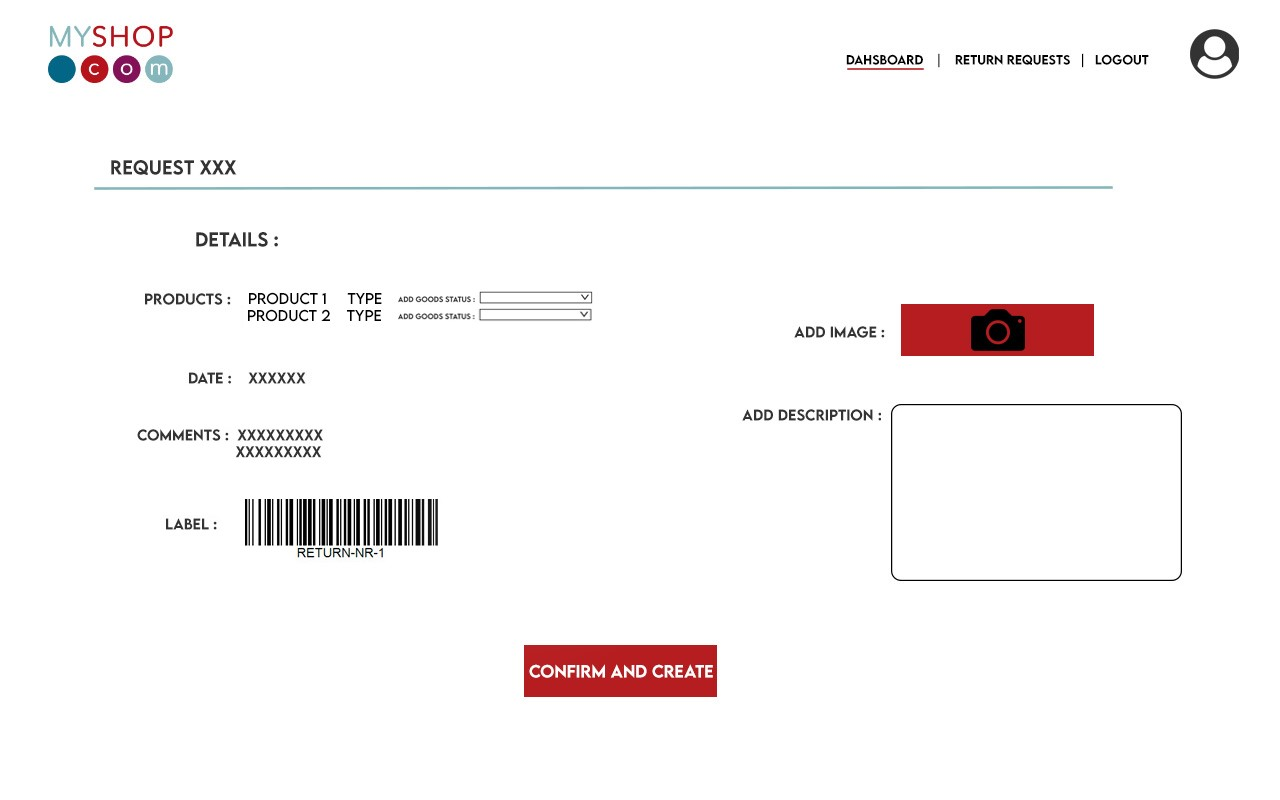 MYSHOP
com
DAHSBOARD | RETURN REQUESTS | LOGOUT
REQUEST XXX
DETAILS :
PRODUCTS : PRODUCT 1 TYPE ADD GOODS STATUS :
PRODUCT 2 TYPE ADD GOODS STATUS :
ADD IMAGE :
DATE : XXXXXX
ADD DESCRIPTION :
COMMENTS : XXXXXXXXX
XXXXXXXXX
LABEL :
RETURN-NR-1
CONFIRM AND CREATE